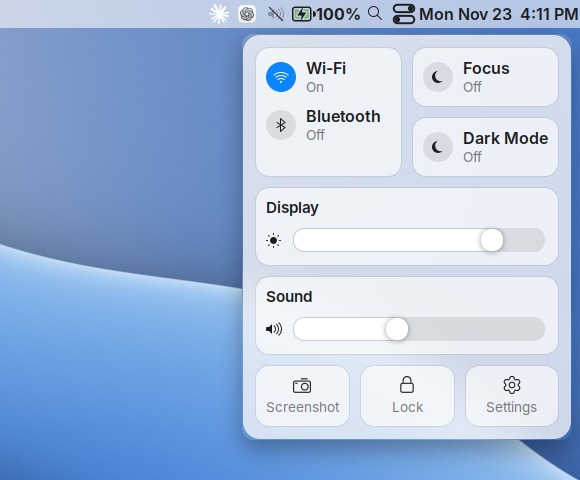 100% Mon Nov 23 4:11 PM
Wi-Fi
On
Bluetooth
Off
Focus
Off
Dark Mode
Off
Display
Sound
Screenshot
Lock
Settings